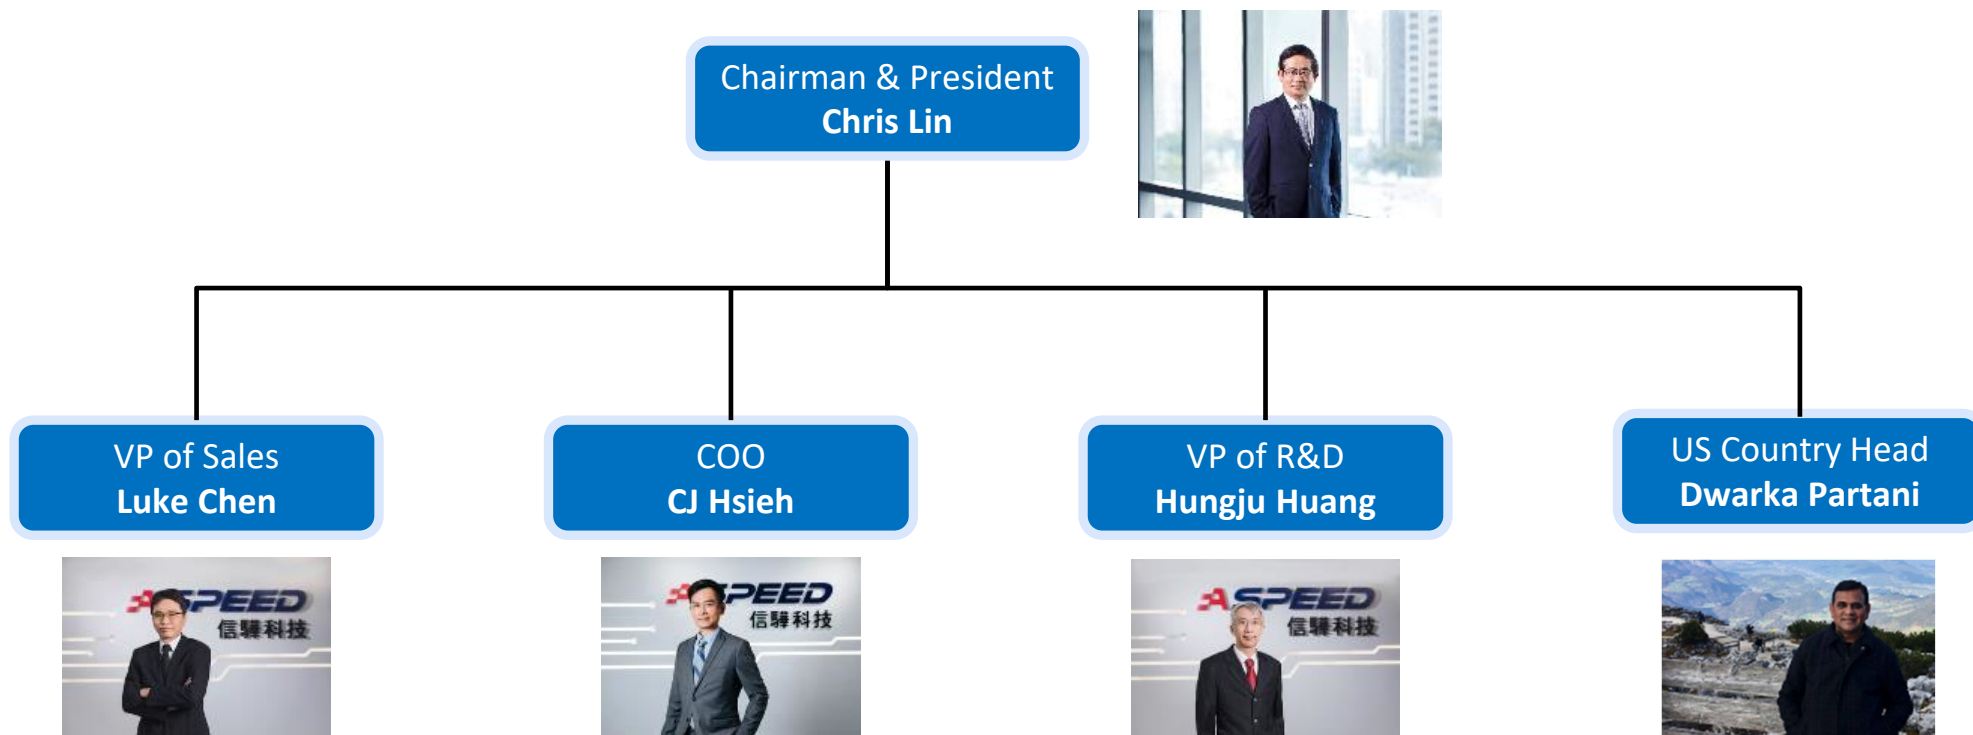 Chairman & President
Chris Lin
VP of Sales
Luke Chen
COO
CJ Hsieh
VP of R&D
Hungju Huang
US Country Head
Dwarka Partani
ASPEED
信驊科技
ASPEED
信驊科技
ASPEED
信驊科技